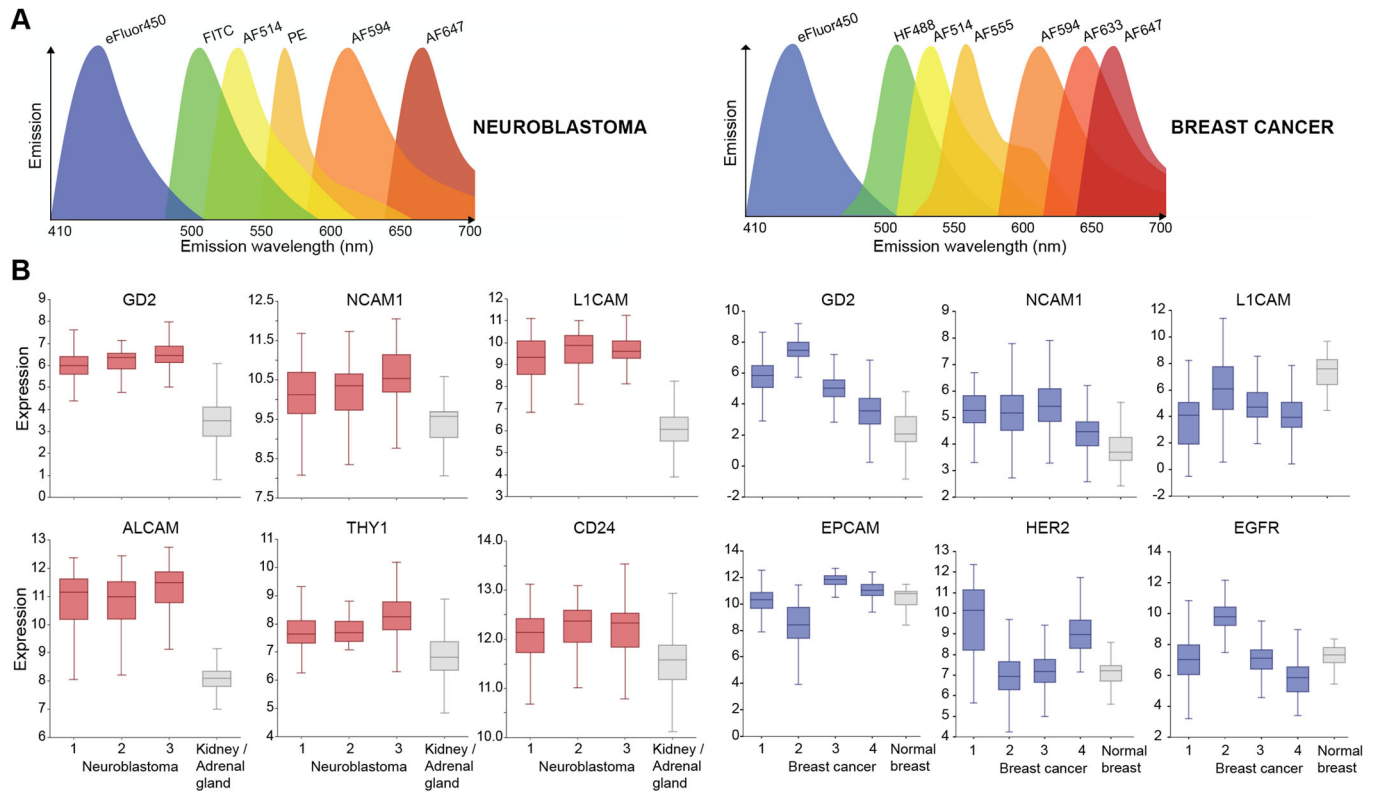 A
eFluor450
FITC
AF514
PE
AF594
AF647
Emission
410
500
550
600
650
700
Emission wavelength (nm)
NEUROBLASTOMA
eFluor450
HF488
AF514
AF555
AF594
AF633
AF647
Emission
410
500
550
600
650
700
Emission wavelength (nm)
BREAST CANCER
B
GD2
Expression
9
8
7
6
5
4
3
2
1
0
NCAM1
12.5
11.5
10.5
9.5
8.5
7.5
L1CAM
12
11
10
9
8
7
6
5
4
3
GD2
10
8
6
4
2
0
-2
NCAM1
9
8
7
6
5
4
3
2
L1CAM
12
10
8
6
4
2
0
-2
ALCAM
Expression
13
12
11
10
9
8
7
6
1 2 3 Kidney /
Adrenal
gland
Neuroblastoma
THY1
11
10
9
8
7
6
5
4
1 2 3 Kidney /
Adrenal
gland
Neuroblastoma
CD24
14.0
13.0
12.0
11.0
10.0
1 2 3 Kidney /
Adrenal
gland
Neuroblastoma
EPCAM
14
12
10
8
6
4
2
0
1 2 3 4 Normal
breast
Breast cancer
HER2
13
12
11
10
9
8
7
6
5
4
1 2 3 4 Normal
breast
Breast cancer
EGFR
14
12
10
8
6
4
2
1 2 3 4 Normal
breast
Breast cancer